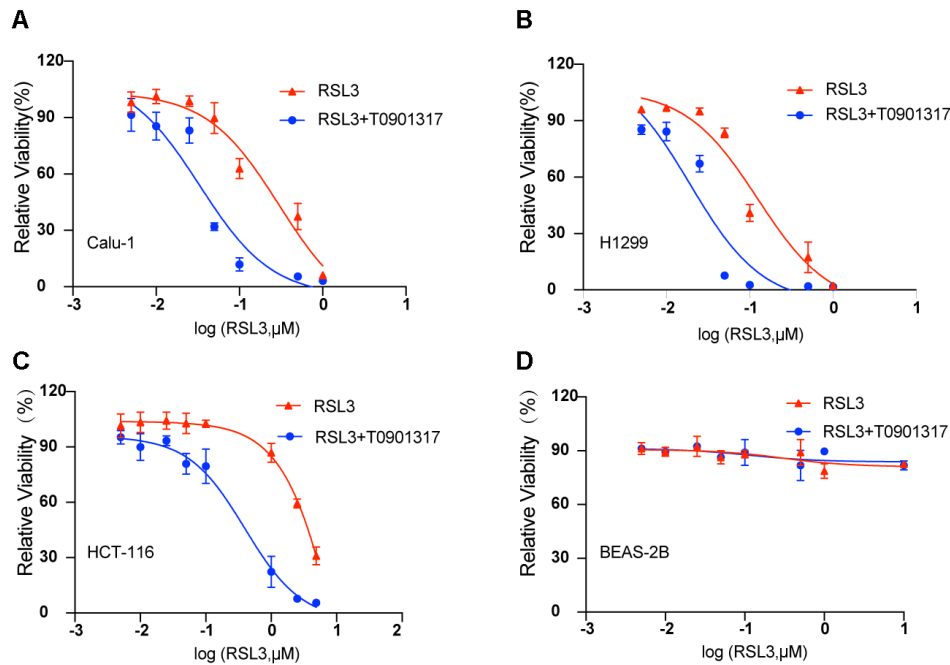 A
Relative Viability(%)
120
90
60
30
0
RSL3
RSL3+T0901317
Calu-1
-3 -2 -1 0 1
log (RSL3,μM)
B
Relative Viability(%)
120
90
60
30
0
RSL3
RSL3+T0901317
H1299
-3 -2 -1 0 1
log (RSL3,μM)
C
Relative Viability (%)
120
90
60
30
0
RSL3
RSL3+T0901317
HCT-116
-3 -2 -1 0 1 2
log (RSL3,μM)
D
Relative Viability (%)
120
90
60
30
0
RSL3
RSL3+T0901317
BEAS-2B
-3 -2 -1 0 1
log (RSL3,μM)